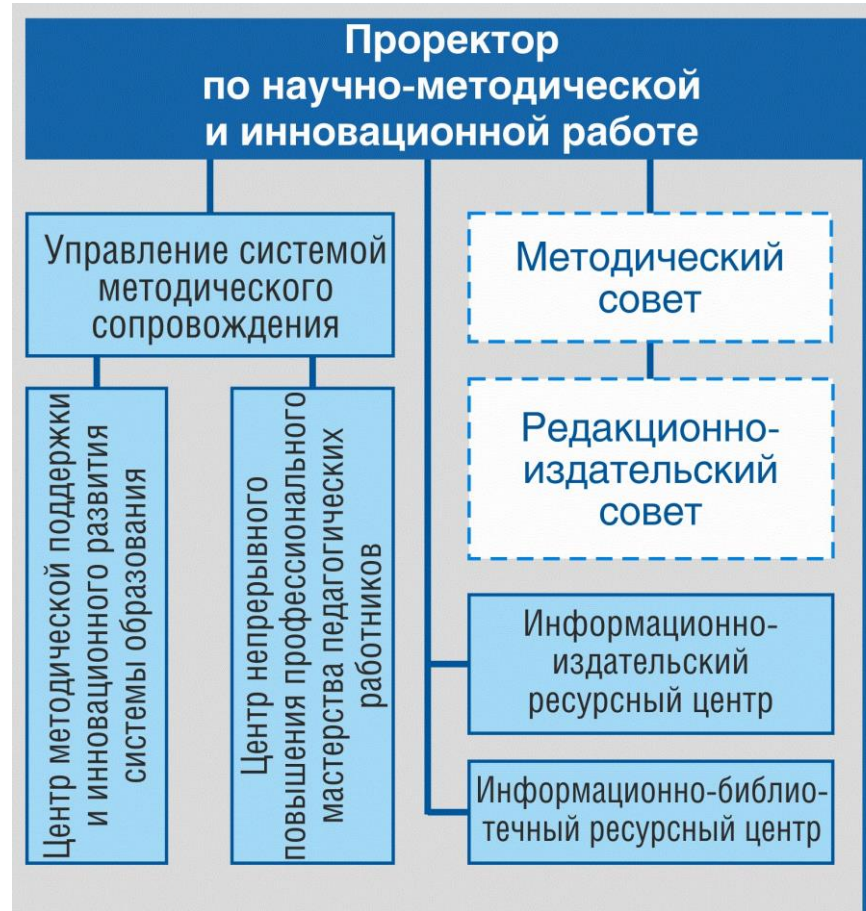 Проректор
по научно-методической
и инновационной работе
Управление системой
методического
сопровождения
Центр методической поддержки
и инновационного развития
системы образования
Центр непрерывного
повышения профессионального
мастерства педагогических
работников
Методический
совет
Редакционно-
издательский
совет
Информационно-
издательский
ресурсный центр
Информационно-библио-
течный ресурсный центр